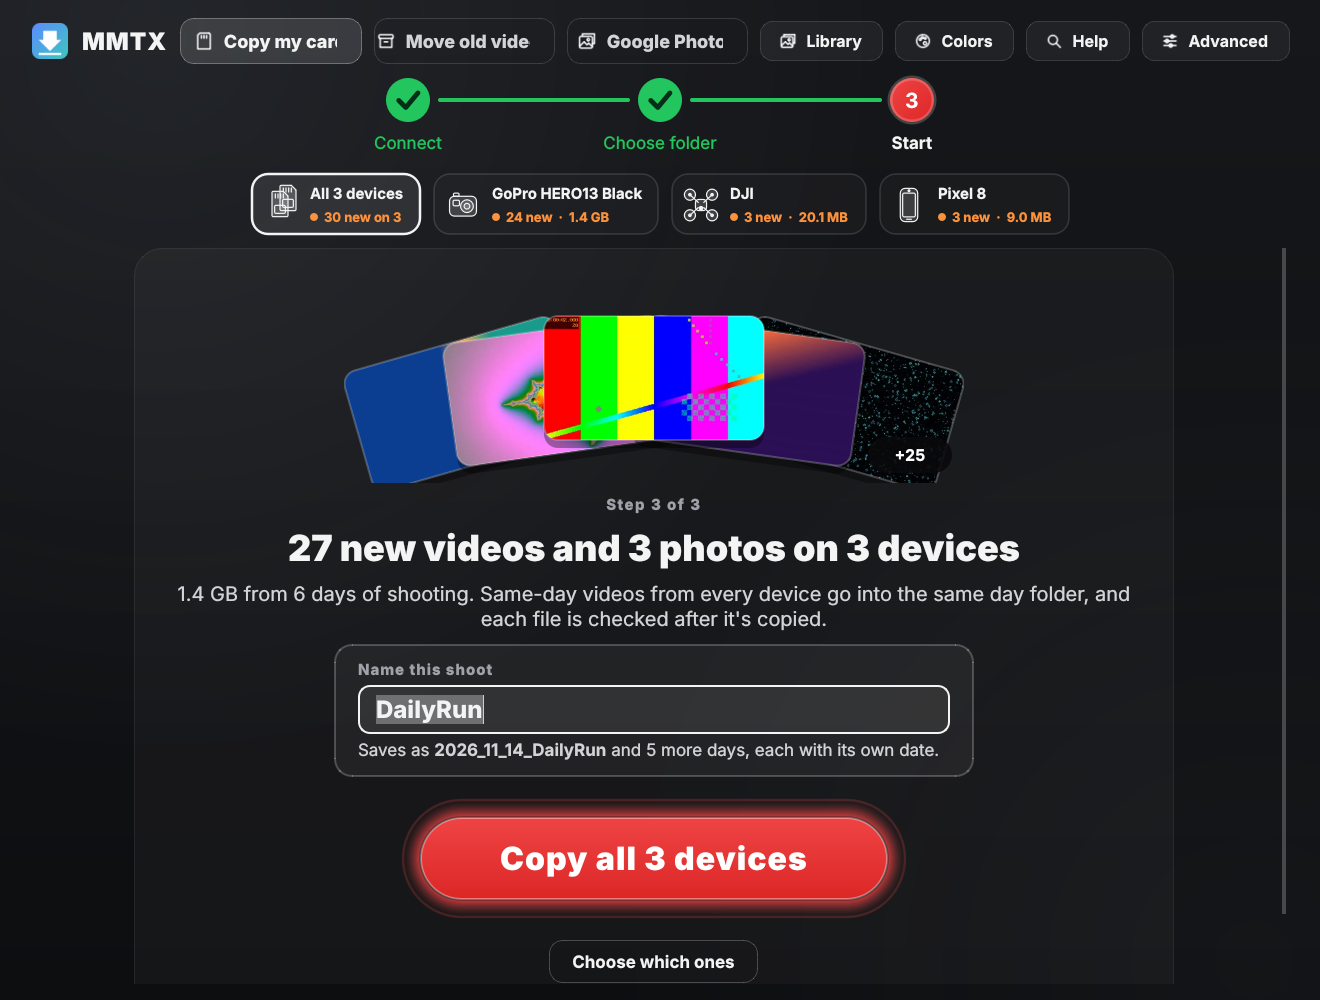 MMTX
Copy my car
Move old vide
Google Photo
Library
Colors
Help
Advanced
3
Connect
Choose folder
Start
All 3 devices
30 new on 3
GoPro HERO13 Black
24 new · 1.4 GB
DJI
3 new · 20.1 MB
Pixel 8
3 new · 9.0 MB
+25
Step 3 of 3
27 new videos and 3 photos on 3 devices
1.4 GB from 6 days of shooting. Same-day videos from every device go into the same day folder, and
each file is checked after it's copied.
Name this shoot
DailyRun
Saves as 2026_11_14_DailyRun and 5 more days, each with its own date.
Copy all 3 devices
Choose which ones